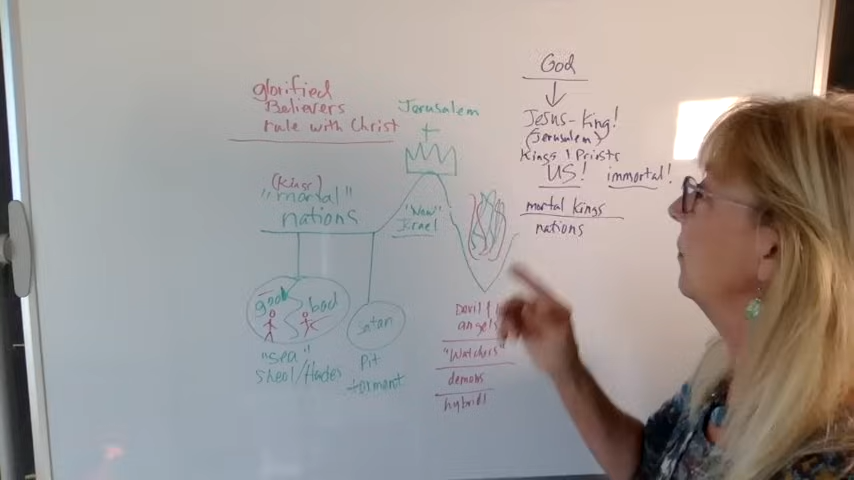 glorified
Believers
rule with Christ
Jerusalem
God
Jesus-King!
(Jerusalem)
Kings & Priests
US! immortal!
mortal kings
nations
(Kings)
"mortal"
nations
"New"
Israel
good bad
satan
"sea"
Sheol/Hades
pit
torment
Devil &
angels
"Watchers"
demons
hybrids